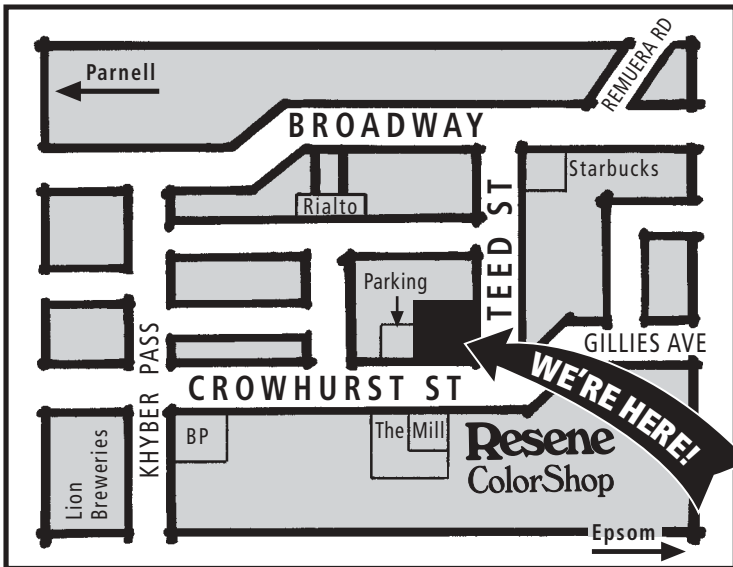 REMUERA RD
Parnell
BROADWAY
Starbucks
Rialto
TEED ST
Parking
GILLIES AVE
KHYBER PASS
CROWHURST ST
WE'RE HERE!
BP
The Mill
Resene
ColorShop
Lion
Breweries
Epsom